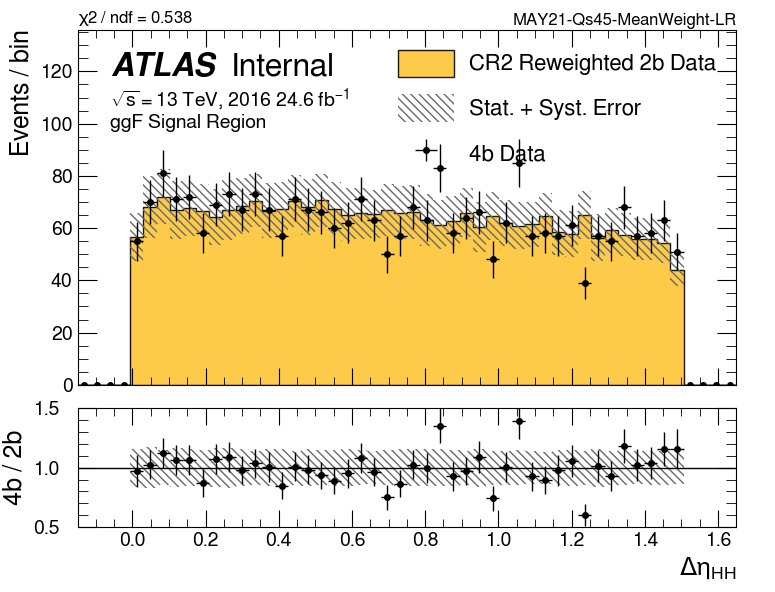 χ2 / ndf = 0.538
MAY21-Qs45-MeanWeight-LR
ATLAS Internal
√s = 13 TeV, 2016 24.6 fb−1
ggF Signal Region
CR2 Reweighted 2b Data
Stat. + Syst. Error
4b Data
Events / bin
120
100
80
60
40
20
0
4b / 2b
1.5
1.0
0.5
0.0 0.2 0.4 0.6 0.8 1.0 1.2 1.4 1.6
ΔηHH